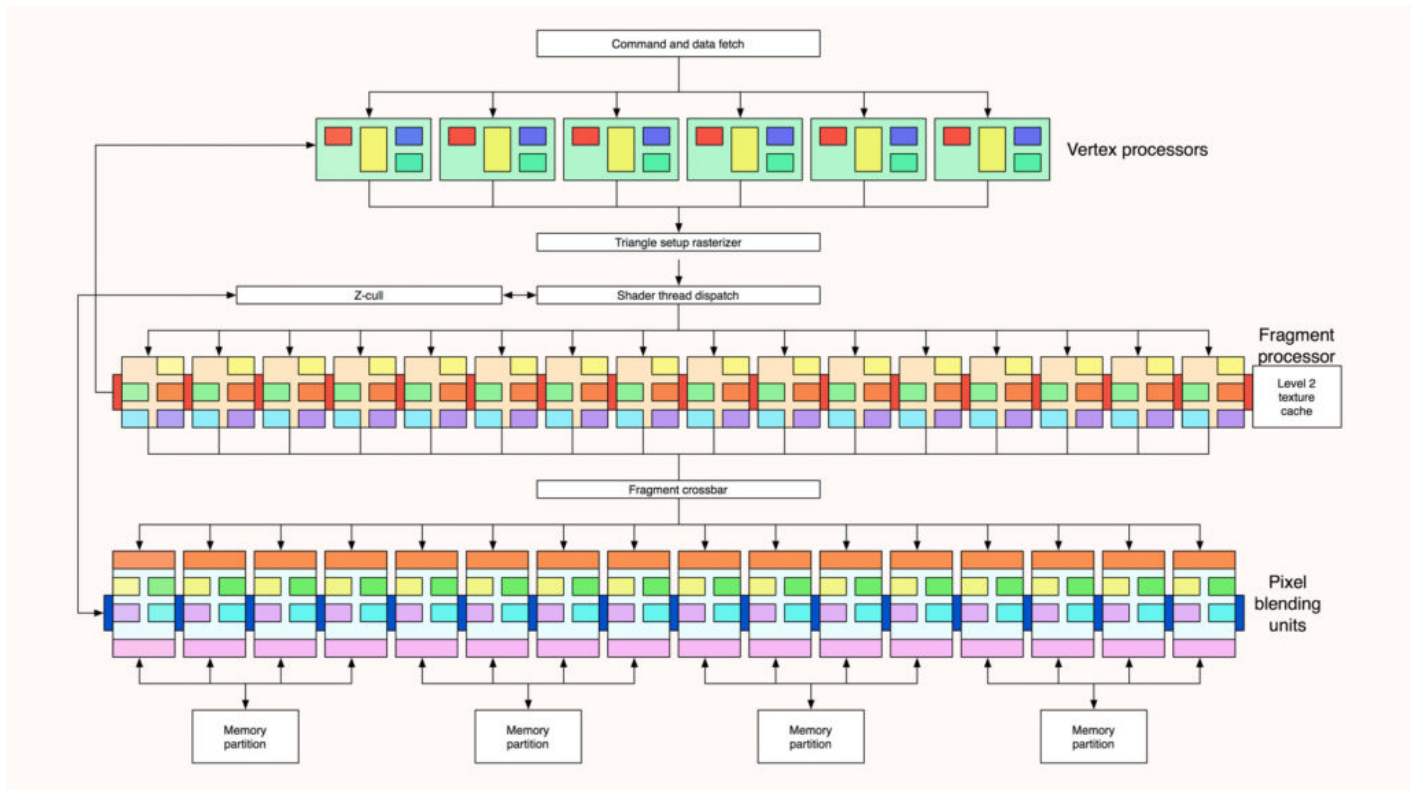 Command and data fetch
Vertex processors
Triangle setup rasterizer
Z-cull
Shader thread dispatch
Fragment
processor
Level 2
texture
cache
Fragment crossbar
Pixel
blending
units
Memory
partition
Memory
partition
Memory
partition
Memory
partition